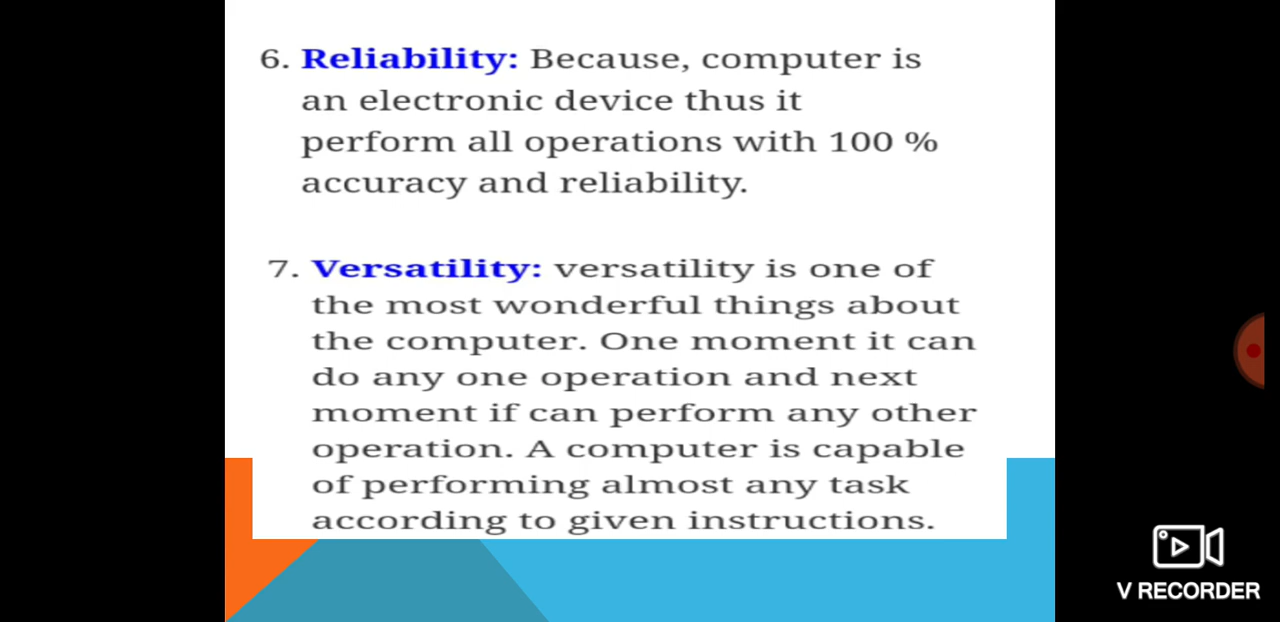 6. Reliability: Because, computer is
an electronic device thus it
perform all operations with 100 %
accuracy and reliability.
7. Versatility: versatility is one of
the most wonderful things about
the computer. One moment it can
do any one operation and next
moment if can perform any other
operation. A computer is capable
of performing almost any task
according to given instructions.
V RECORDER